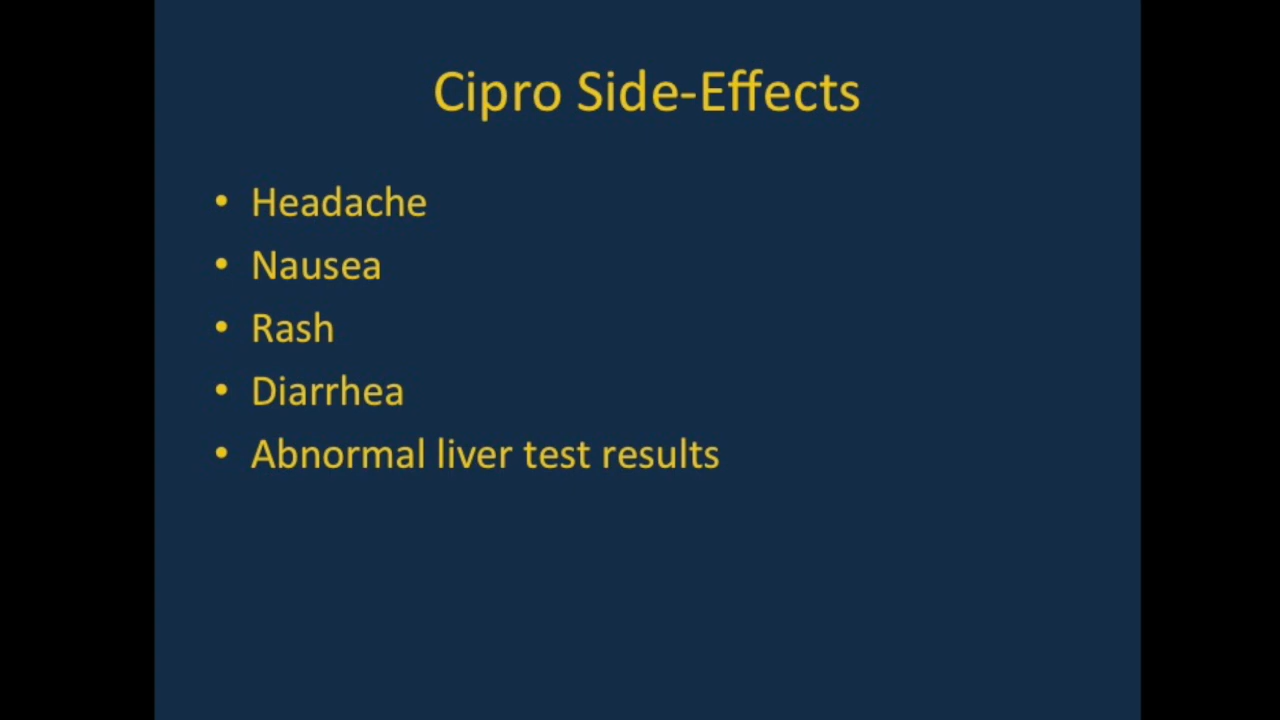 Cipro Side-Effects
• Headache
• Nausea
• Rash
• Diarrhea
• Abnormal liver test results